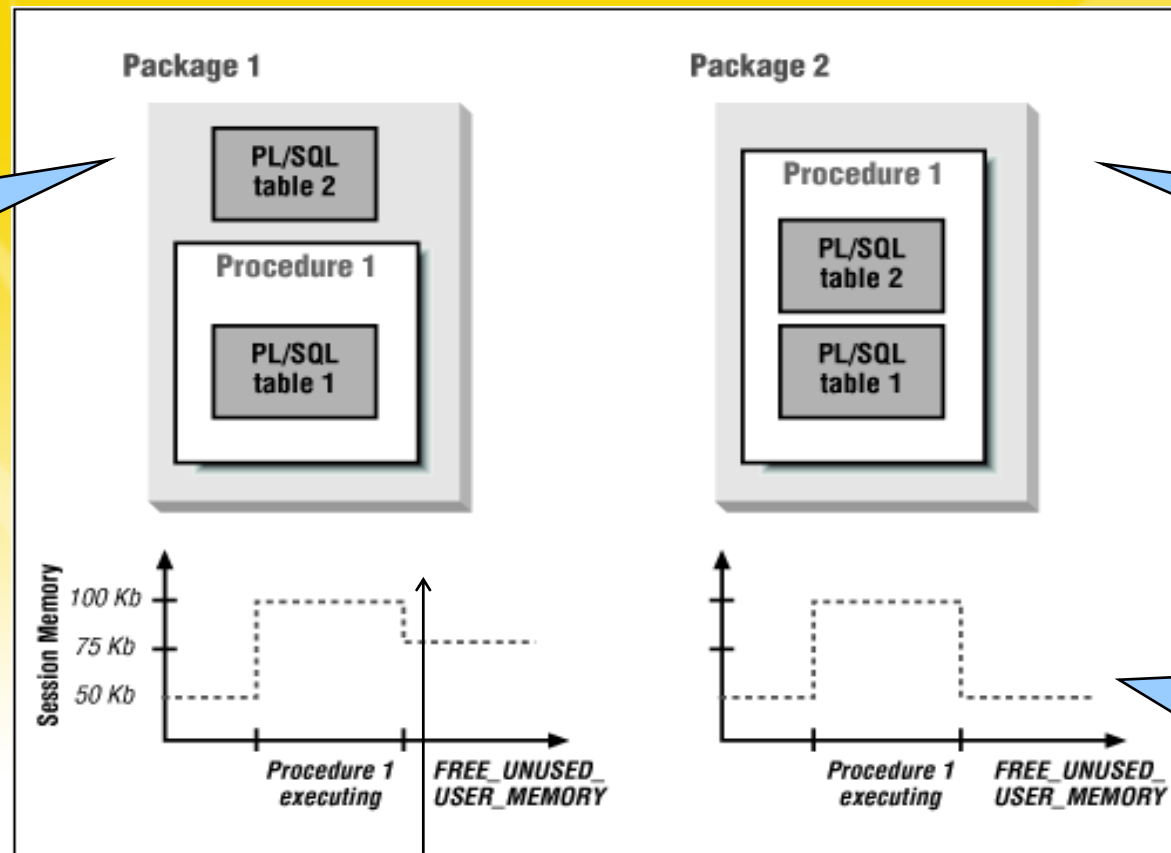 Package 1
PL/SQL
table 2
Procedure 1
PL/SQL
table 1
Package 2
Procedure 1
PL/SQL
table 2
PL/SQL
table 1
Session Memory
100 Kb
75 Kb
50 Kb
Procedure 1
executing
FREE_UNUSED_
USER_MEMORY
Procedure 1
executing
FREE_UNUSED_
USER_MEMORY